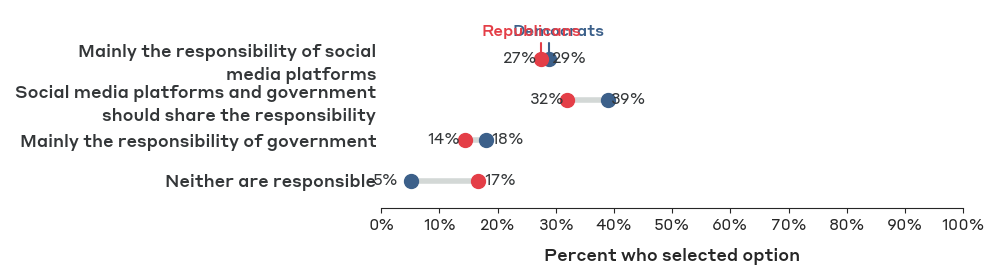 Republicans Democrats
Mainly the responsibility of social
media platforms
27% 29%
Social media platforms and government
should share the responsibility
32% 39%
Mainly the responsibility of government
14% 18%
Neither are responsible
5% 17%
0% 10% 20% 30% 40% 50% 60% 70% 80% 90% 100%
Percent who selected option